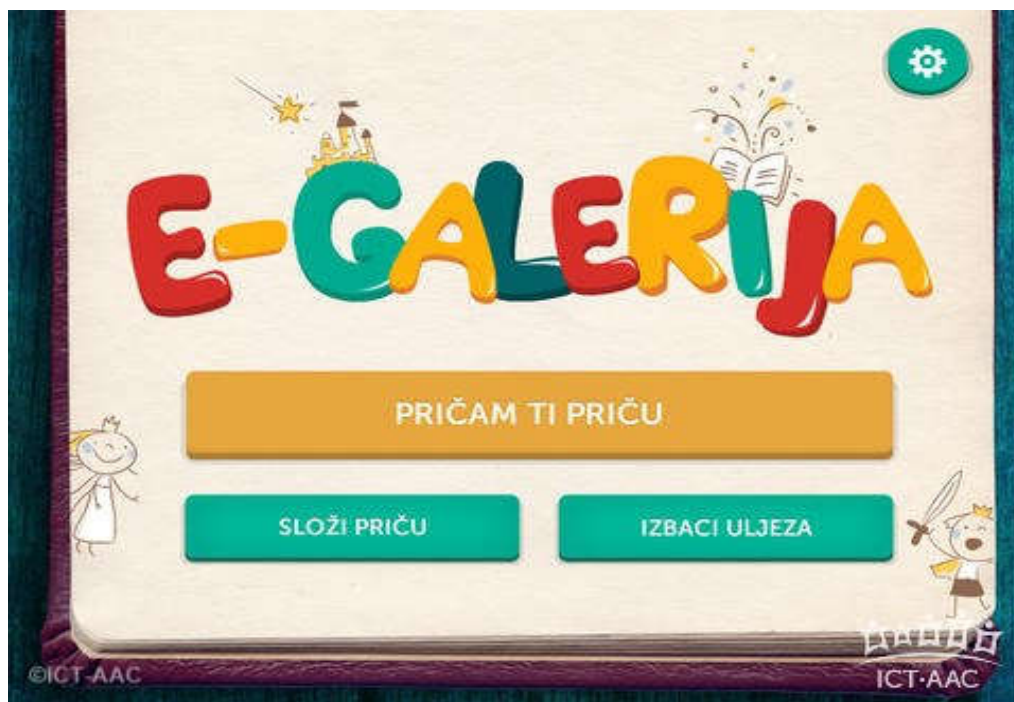 E-GALERIJA
PRIČAM TI PRIČU
SLOŽI PRIČU
IZBACI ULJEZA
©ICT-AAC
ICT·AAC